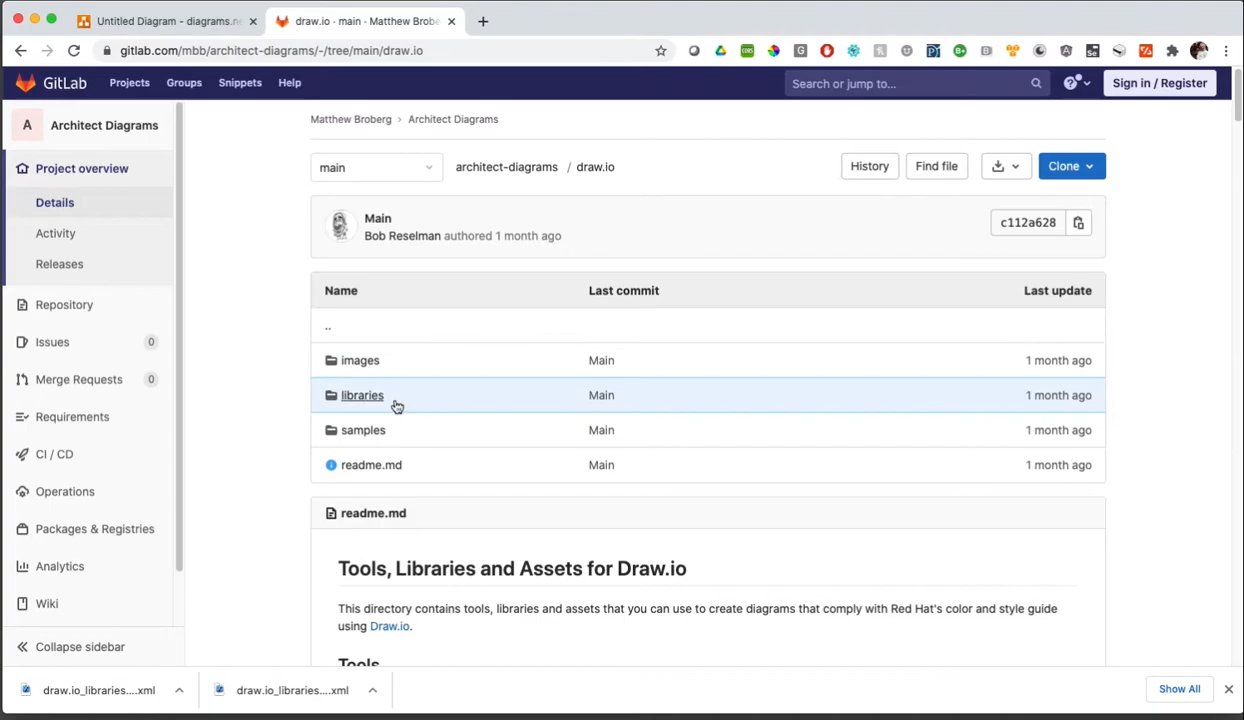 Untitled Diagram - diagrams.ne
draw.io · main · Matthew Brobe
gitlab.com/mbb/architect-diagrams/-/tree/main/draw.io
GitLab
Projects
Groups
Snippets
Help
Search or jump to...
Sign in / Register
A
Architect Diagrams
Project overview
Details
Activity
Releases
Repository
Issues 0
Merge Requests 0
Requirements
CI / CD
Operations
Packages & Registries
Analytics
Wiki
Collapse sidebar
Matthew Broberg > Architect Diagrams
main
architect-diagrams / draw.io
History
Find file
Clone
Main
Bob Reselman authored 1 month ago
c112a628
Name Last commit Last update
..
images Main 1 month ago
libraries Main 1 month ago
samples Main 1 month ago
readme.md Main 1 month ago
readme.md
Tools, Libraries and Assets for Draw.io
This directory contains tools, libraries and assets that you can use to create diagrams that comply with Red Hat's color and style guide
using Draw.io.
Tools
draw.io_libraries....xml
draw.io_libraries....xml
Show All